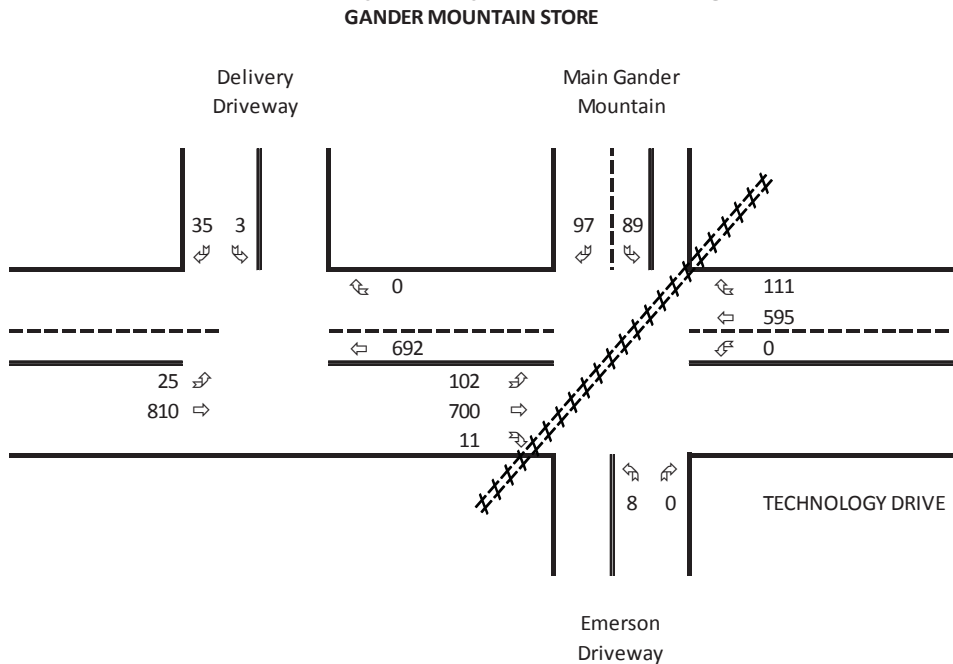 GANDER MOUNTAIN STORE
Delivery
Driveway
Main Gander
Mountain
35 3
97 89
0
111
595
692
0
25
102
810
700
11
8 0
TECHNOLOGY DRIVE
Emerson
Driveway